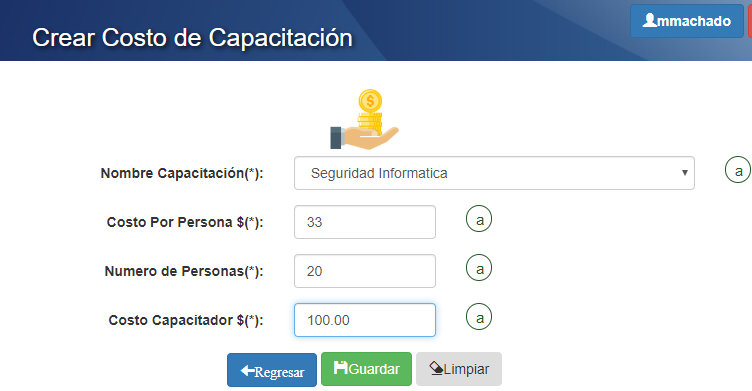 mmachado
Crear Costo de Capacitación
$
Nombre Capacitación(*): Seguridad Informatica a
Costo Por Persona $(*): 33 a
Numero de Personas(*): 20 a
Costo Capacitador $(*): 100.00 a
Regresar Guardar Limpiar